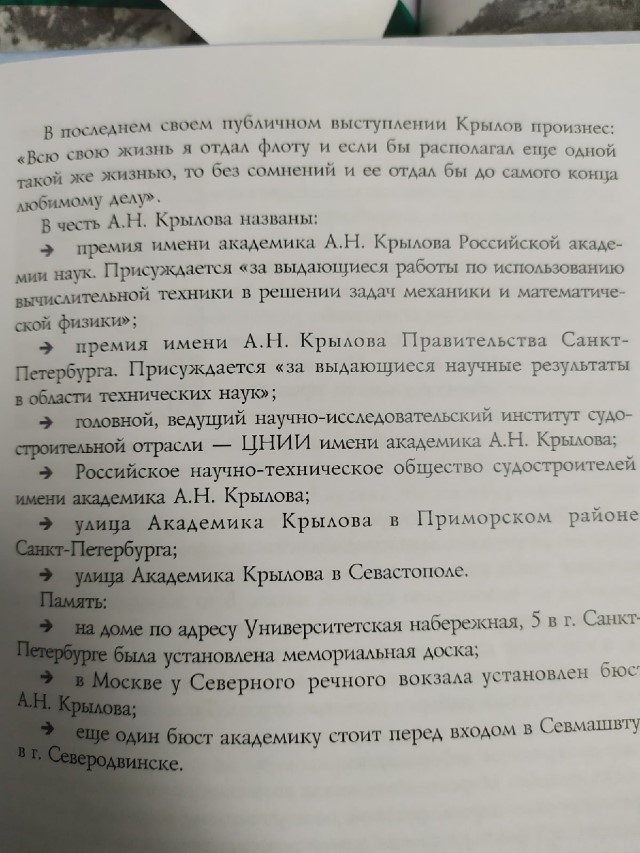 В последнем своем публичном выступлении Крылов произнес:
«Всю свою жизнь я отдал флоту и если бы располагал еще одной
такой же жизнью, то без сомнений и ее отдал бы до самого конца
любимому делу».
В честь А.Н. Крылова названы:
➔ премия имени академика А.Н. Крылова Российской акаде-
мии наук. Присуждается «за выдающиеся работы по использованию
вычислительной техники в решении задач механики и математиче-
ской физики»;
➔ премия имени А.Н. Крылова Правительства Санкт-
Петербурга. Присуждается «за выдающиеся научные результаты
в области технических наук»;
➔ головной, ведущий научно-исследовательский институт судо-
строительной отрасли — ЦНИИ имени академика А.Н. Крылова;
➔ Российское научно-техническое общество судостроителей
имени академика А.Н. Крылова;
➔ улица Академика Крылова в Приморском районе
Санкт-Петербурга;
➔ улица Академика Крылова в Севастополе.
Память:
➔ на доме по адресу Университетская набережная, 5 в г. Санкт-
Петербурге была установлена мемориальная доска;
➔ в Москве у Северного речного вокзала установлен бюст
А.Н. Крылова;
➔ еще один бюст академику стоит перед входом в Севмашвту
в г. Северодвинске.